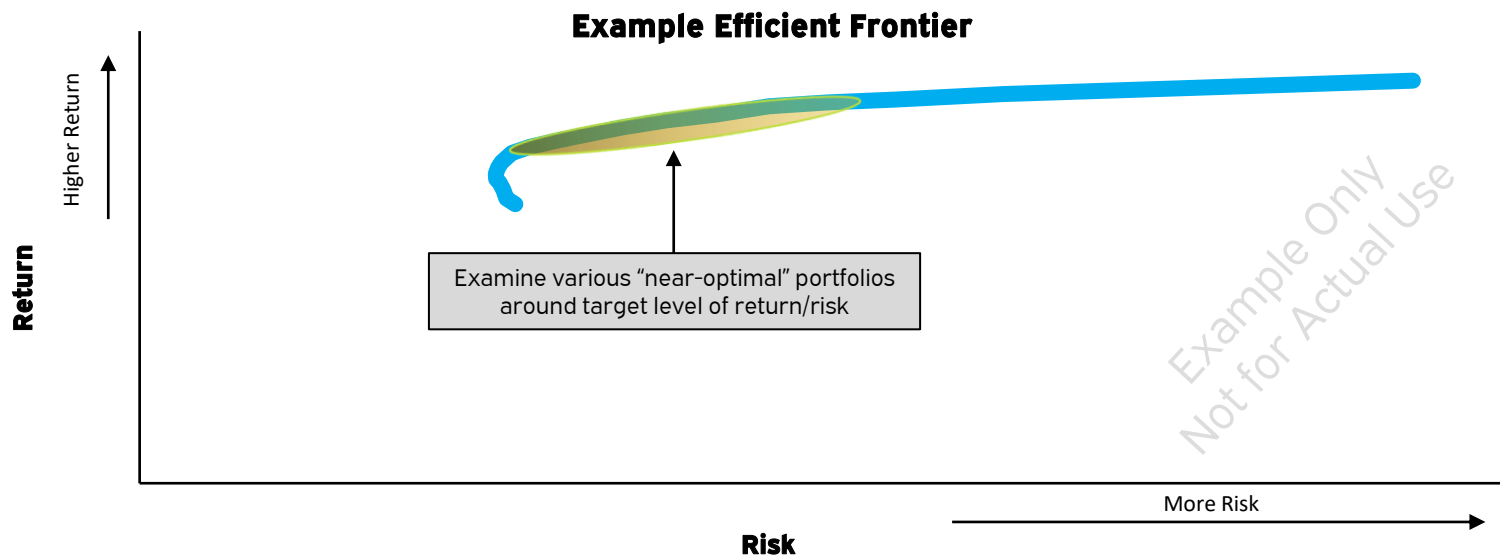 Example Efficient Frontier
Higher Return
Return
Examine various “near-optimal” portfolios
around target level of return/risk
Example Only
Not for Actual Use
More Risk
Risk